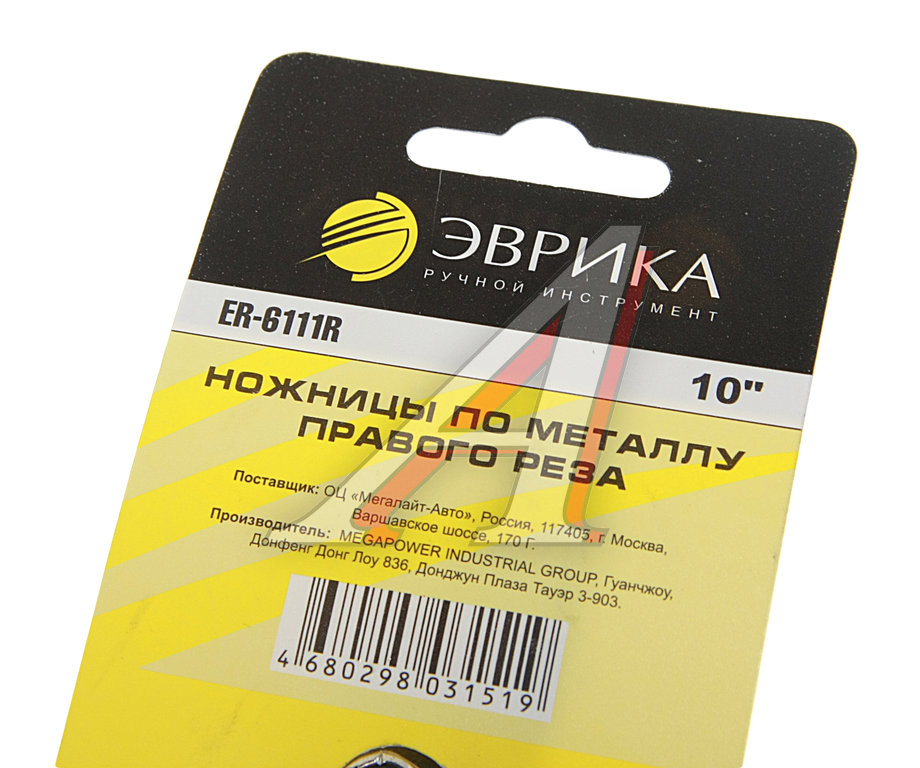 ЭВРИКА
РУЧНОЙ ИНСТРУМЕНТ
ER-6111R
10"
НОЖНИЦЫ ПО МЕТАЛЛУ
ПРАВОГО РЕЗА
Поставщик: ОЦ «Мегалайт-Авто», Россия, 117405, г. Москва,
Варшавское шоссе, 170 Г.
Производитель: MEGAPOWER INDUSTRIAL GROUP, Гуанчжоу,
Донфенг Донг Лоу 836, Донджун Плаза Тауэр 3-903.
4 680298 031519